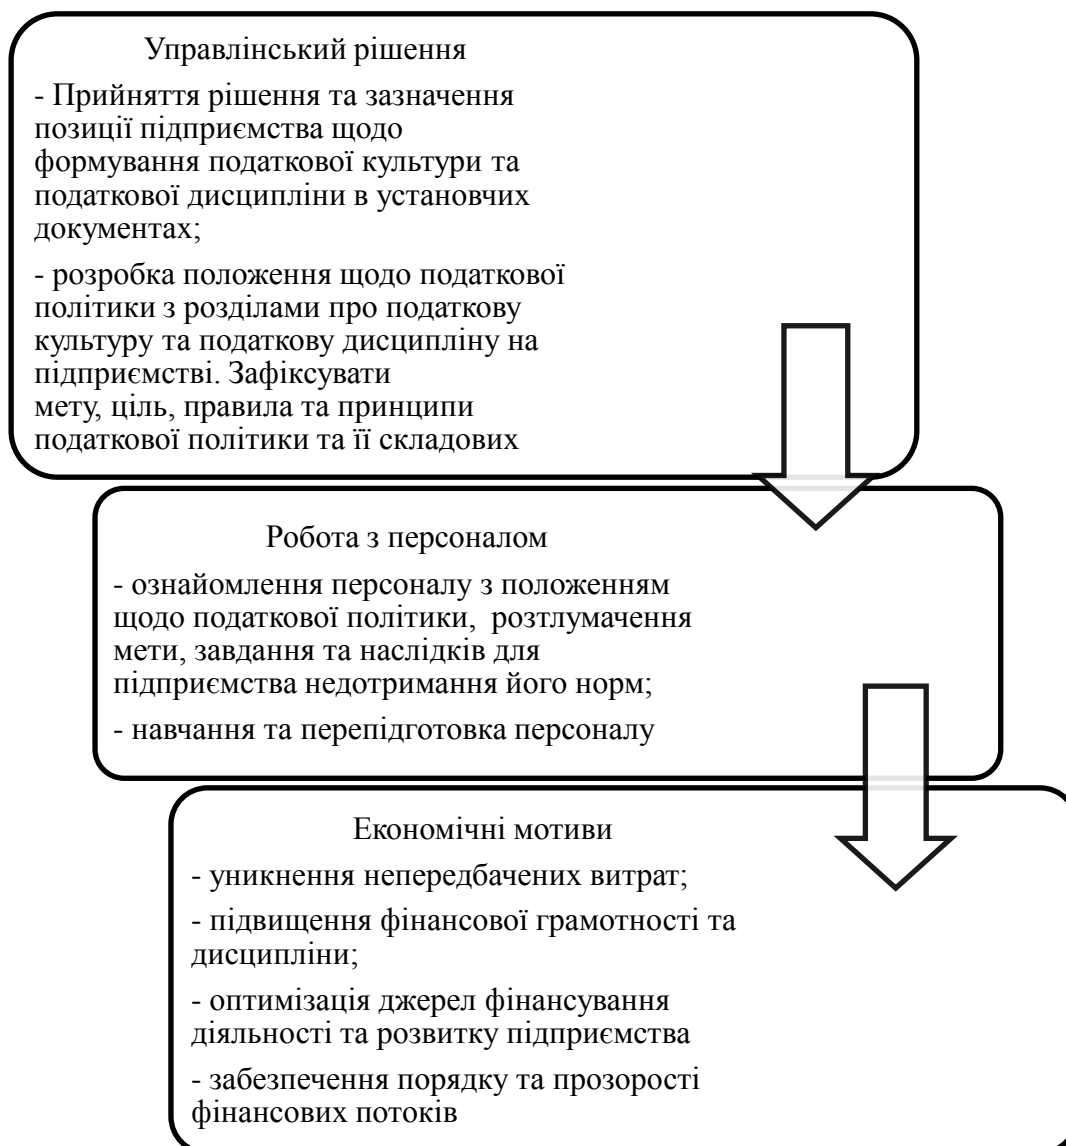 Управлінський рішення
- Прийняття рішення та зазначення
позиції підприємства щодо
формування податкової культури та
податкової дисципліни в установчих
документах;
- розробка положення щодо податкової
політики з розділами про податкову
культуру та податкову дисципліну на
підприємстві. Зафіксувати
мету, ціль, правила та принципи
податкової політики та її складових
Робота з персоналом
- ознайомлення персоналу з положенням
щодо податкової політики,  розтлумачення
мети, завдання та наслідків для
підприємства недотримання його норм;
- навчання та перепідготовка персоналу
Економічні мотиви
- уникнення непередбачених витрат;
- підвищення фінансової грамотності та
дисципліни;
- оптимізація джерел фінансування
діяльності та розвитку підприємства
- забезпечення порядку та прозорості
фінансових потоків